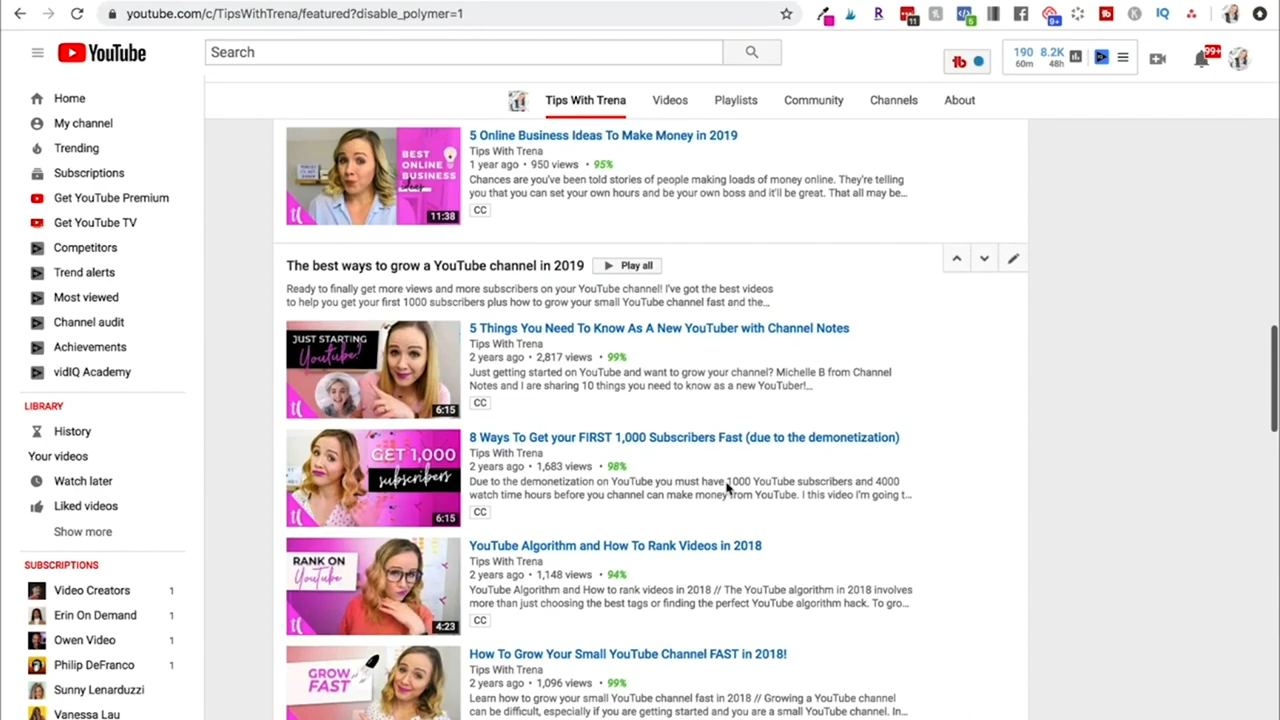 youtube.com/c/TipsWithTrena/featured?disable_polymer=1
R
11
5
9+
IQ
YouTube
Search
tb
190 8.2K
60m 48h
99+
Home
My channel
Trending
Subscriptions
Get YouTube Premium
Get YouTube TV
Competitors
Trend alerts
Most viewed
Channel audit
Achievements
vidIQ Academy
LIBRARY
History
Your videos
Watch later
Liked videos
Show more
SUBSCRIPTIONS
Video Creators 1
Erin On Demand 1
Owen Video 1
Philip DeFranco 1
Sunny Lenarduzzi
Vanessa Lau
Tips With Trena Videos Playlists Community Channels About
BEST
ONLINE
BUSINESS
ideas
11:38
5 Online Business Ideas To Make Money in 2019
Tips With Trena
1 year ago • 950 views • 95%
Chances are you've been told stories of people making loads of money online. They're telling
you that you can set your own hours and be your own boss and it'll be great. That all may be...
CC
The best ways to grow a YouTube channel in 2019 Play all
Ready to finally get more views and more subscribers on your YouTube channel! I've got the best videos
to help you get your first 1000 subscribers plus how to grow your small YouTube channel fast and the...
JUST STARTING
Youtube?
6:15
5 Things You Need To Know As A New YouTuber with Channel Notes
Tips With Trena
2 years ago • 2,817 views • 99%
Just getting started on YouTube and want to grow your channel? Michelle B from Channel
Notes and I are sharing 10 things you need to know as a new YouTuber!...
CC
GET 1,000
subscribers
6:15
8 Ways To Get your FIRST 1,000 Subscribers Fast (due to the demonetization)
Tips With Trena
2 years ago • 1,683 views • 98%
Due to the demonetization on YouTube you must have 1000 YouTube subscribers and 4000
watch time hours before you channel can make money from YouTube. I this video I'm going t...
CC
RANK ON
Youtube
4:23
YouTube Algorithm and How To Rank Videos in 2018
Tips With Trena
2 years ago • 1,148 views • 94%
YouTube Algorithm and How to rank videos in 2018 // The YouTube algorithm in 2018 involves
more than just choosing the best tags or finding the perfect YouTube algorithm hack. To gro...
CC
GROW
FAST
How To Grow Your Small YouTube Channel FAST in 2018!
Tips With Trena
2 years ago • 1,096 views • 99%
Learn how to grow your small YouTube channel fast in 2018 // Growing a YouTube channel
can be difficult, especially if you are getting started and you are a small YouTube channel. In...